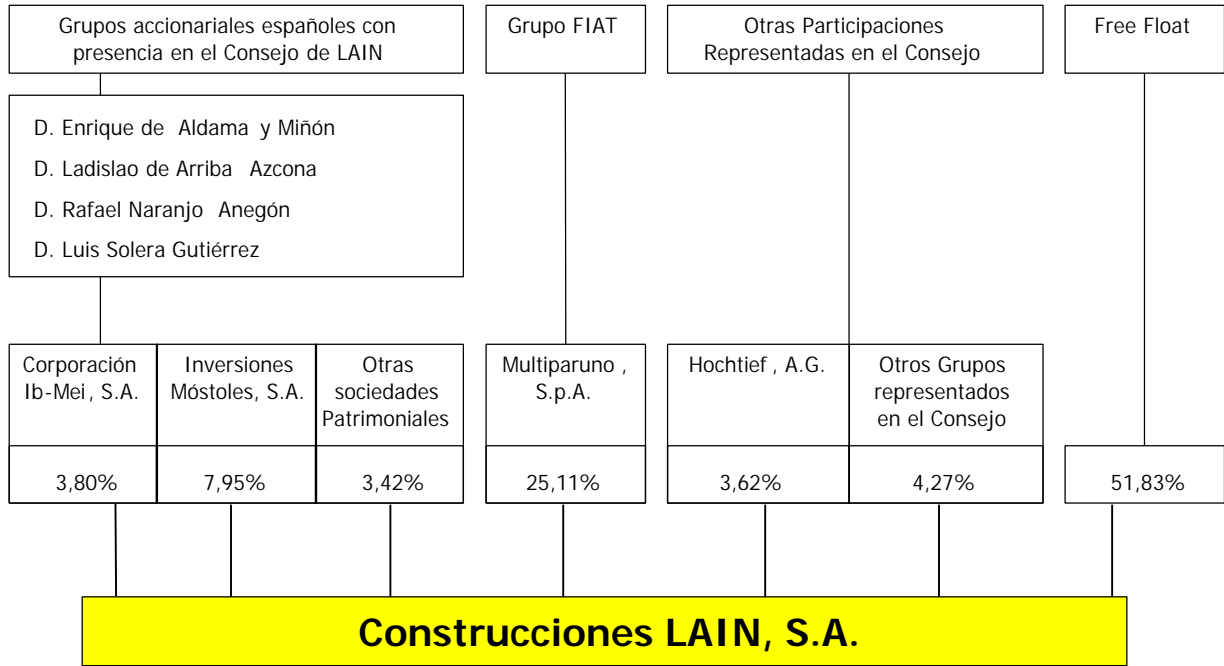 Grupos accionariales españoles con
presencia en el Consejo de LAIN
Grupo FIAT
Otras Participaciones
Representadas en el Consejo
Free Float
D. Enrique de Aldama y Miñón
D. Ladislao de Arriba Azcona
D. Rafael Naranjo Anegón
D. Luis Solera Gutiérrez
Corporación
Ib-Mei, S.A.
Inversiones
Móstoles, S.A.
Otras
sociedades
Patrimoniales
Multiparuno ,
S.p.A.
Hochtief , A.G.
Otros Grupos
representados
en el Consejo
3,80%
7,95%
3,42%
25,11%
3,62%
4,27%
51,83%
Construcciones LAIN, S.A.